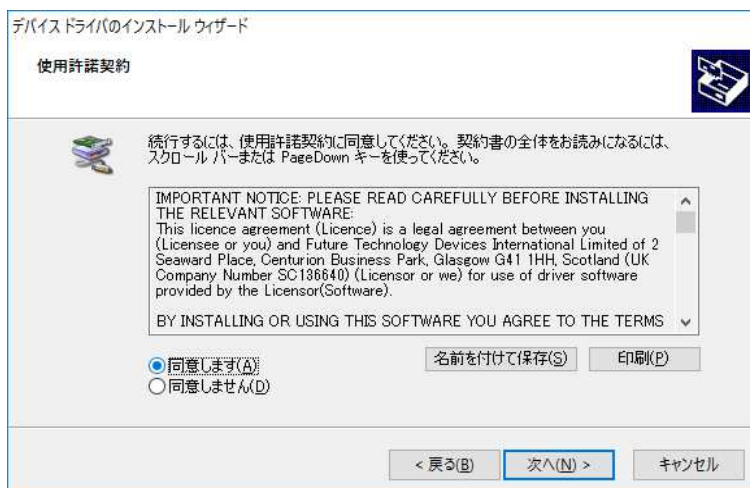 デバイス ドライバのインストール ウィザード
使用許諾契約
続行するには、使用許諾契約に同意してください。契約書の全体をお読みになるには、
スクロール バーまたは PageDown キーを使ってください。
IMPORTANT NOTICE: PLEASE READ CAREFULLY BEFORE INSTALLING
THE RELEVANT SOFTWARE:
This licence agreement (Licence) is a legal agreement between you
(Licensee or you) and Future Technology Devices International Limited of 2
Seaward Place, Centurion Business Park, Glasgow G41 1HH, Scotland (UK
Company Number SC136640) (Licensor or we) for use of driver software
provided by the Licensor(Software).
BY INSTALLING OR USING THIS SOFTWARE YOU AGREE TO THE TERMS
同意します(A)
名前を付けて保存(S)
印刷(P)
同意しません(D)
< 戻る(B)
次へ(N) >
キャンセル